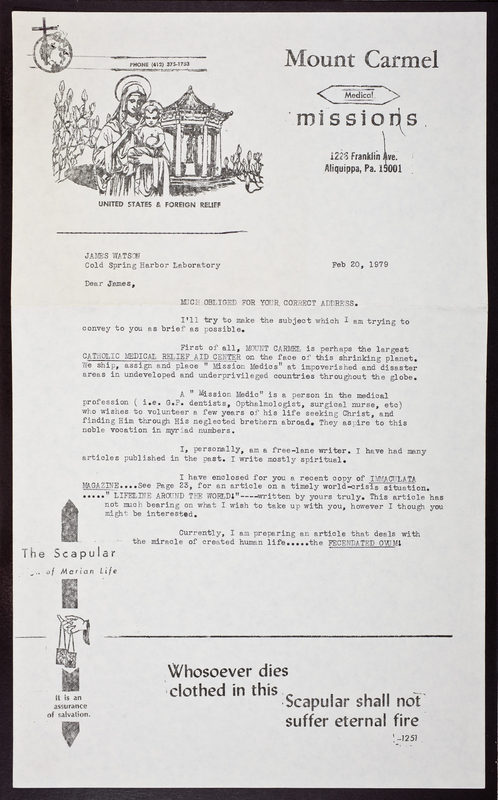 PHONE (412) 375-1753
Mount Carmel
Medical
missions
1228 Franklin Ave.
Aliquippa, Pa. 15001
UNITED STATES & FOREIGN RELIEF
JAMES WATSON
Cold Spring Harbor Laboratory
Feb 20, 1979
Dear James,
MUCH OBLIGED FOR YOUR CORRECT ADDRESS.
I'll try to make the subject which I am trying to
convey to you as brief as possible.
First of all, MOUNT CARMEL is perhaps the largest
CATHOLIC MEDICAL RELIEF AID CENTER on the face of this shrinking planet.
We ship, assign and place " Mission Medics" at impoverished and disaster
areas in undeveloped and underprivileged countries throughout the globe.
A " Mission Medic" is a person in the medical
profession ( i.e. G.P. dentists, Opthalmologist, surgical nurse, etc)
who wishes to volunteer a few years of his life seeking Christ, and
finding Him through His neglected brethern abroad. They aspire to this
noble vocation in myriad numbers.
I, personally, am a free-lane writer. I have had many
articles published in the past. I write mostly spiritual.
I have enclosed for you a recent copy of IMMACULATA
MAGAZINE....See Page 23, for an article on a timely world-crisis situation.
....." LIFELINE AROUND THE WORLD!"----written by yours truly. This article has
not much bearing on what I wish to take up with you, however I though you
might be interested.
Currently, I am preparing an article that deals with
the miracle of created human life.....the FECENDATED OVUM!
The Scapular
of Marian Life
It is an
assurance
of salvation.
Whosoever dies
clothed in this
Scapular shall not
suffer eternal fire
-1251